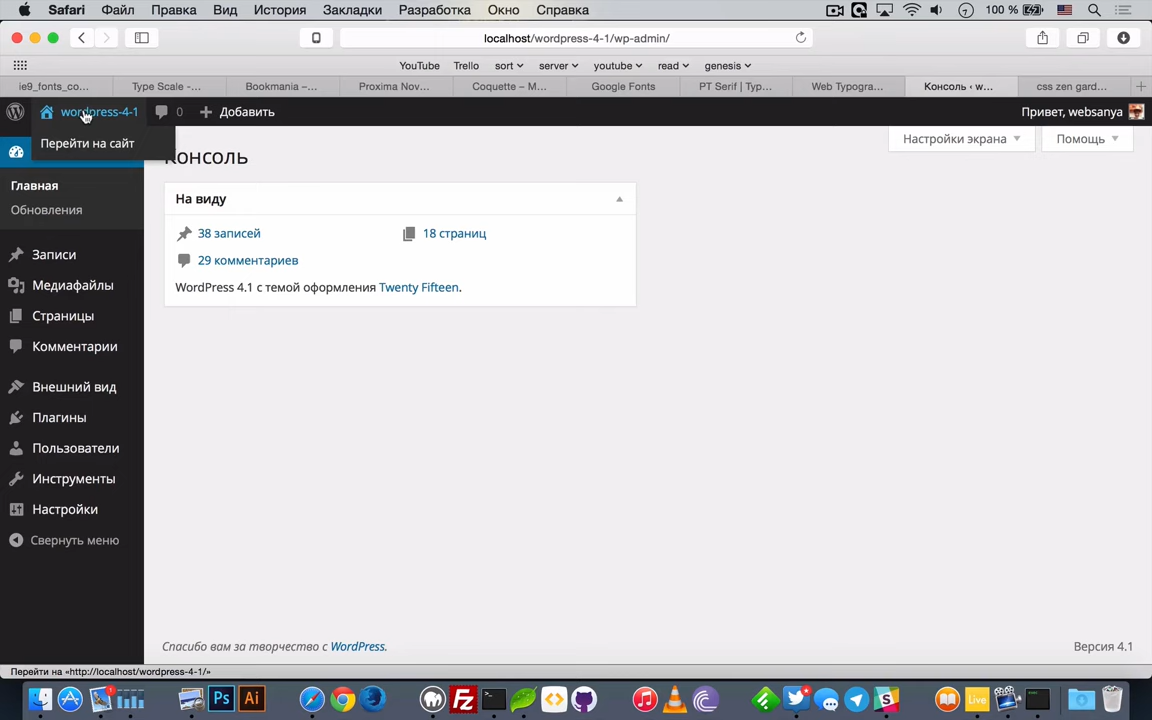 Safari Файл Правка Вид История Закладки Разработка Окно Справка 100 %
localhost/wordpress-4-1/wp-admin/
YouTube Trello sort server youtube read genesis
ie9_fonts_co... Type Scale -... Bookmania –... Proxima Nov... Coquette – M... Google Fonts PT Serif | Typ... Web Typogra... Консоль ‹ w... css zen gard...
wordpress-4-1 0 Добавить Привет, websanya
Перейти на сайт
Настройки экрана Помощь
Консоль
Главная
Обновления
Записи
Медиафайлы
Страницы
Комментарии
Внешний вид
Плагины
Пользователи
Инструменты
Настройки
Свернуть меню
На виду
38 записей 18 страниц
29 комментариев
WordPress 4.1 с темой оформления Twenty Fifteen.
Спасибо вам за творчество с WordPress. Версия 4.1
Перейти на «http://localhost/wordpress-4-1/»
Ps Ai Fz Live